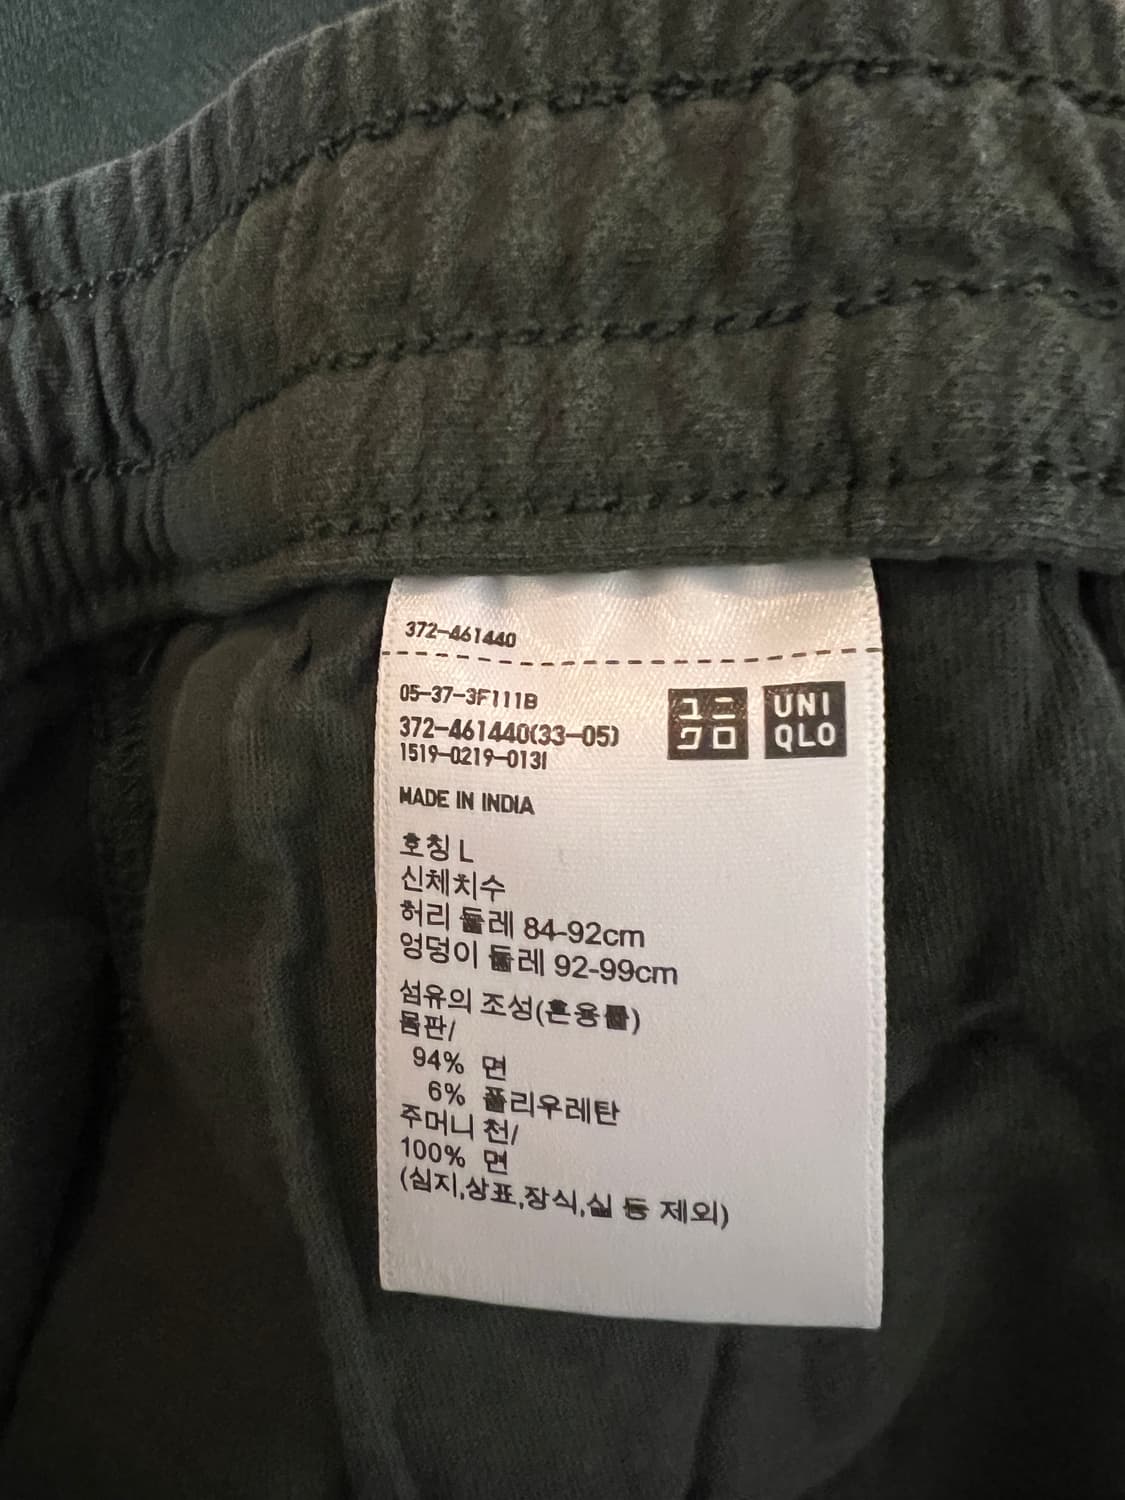 372-461440
05-37-3F111B
372-461440(33-05)
1519-0219-0131
ユニ
クロ
UNI
QLO
MADE IN INDIA
호칭 L
신체치수
허리 둘레 84-92cm
엉덩이 둘레 92-99cm
섬유의 조성(혼용률)
몸판/
94% 면
6% 폴리우레탄
주머니 천/
100% 면
(심지,상표,장식,실 등 제외)